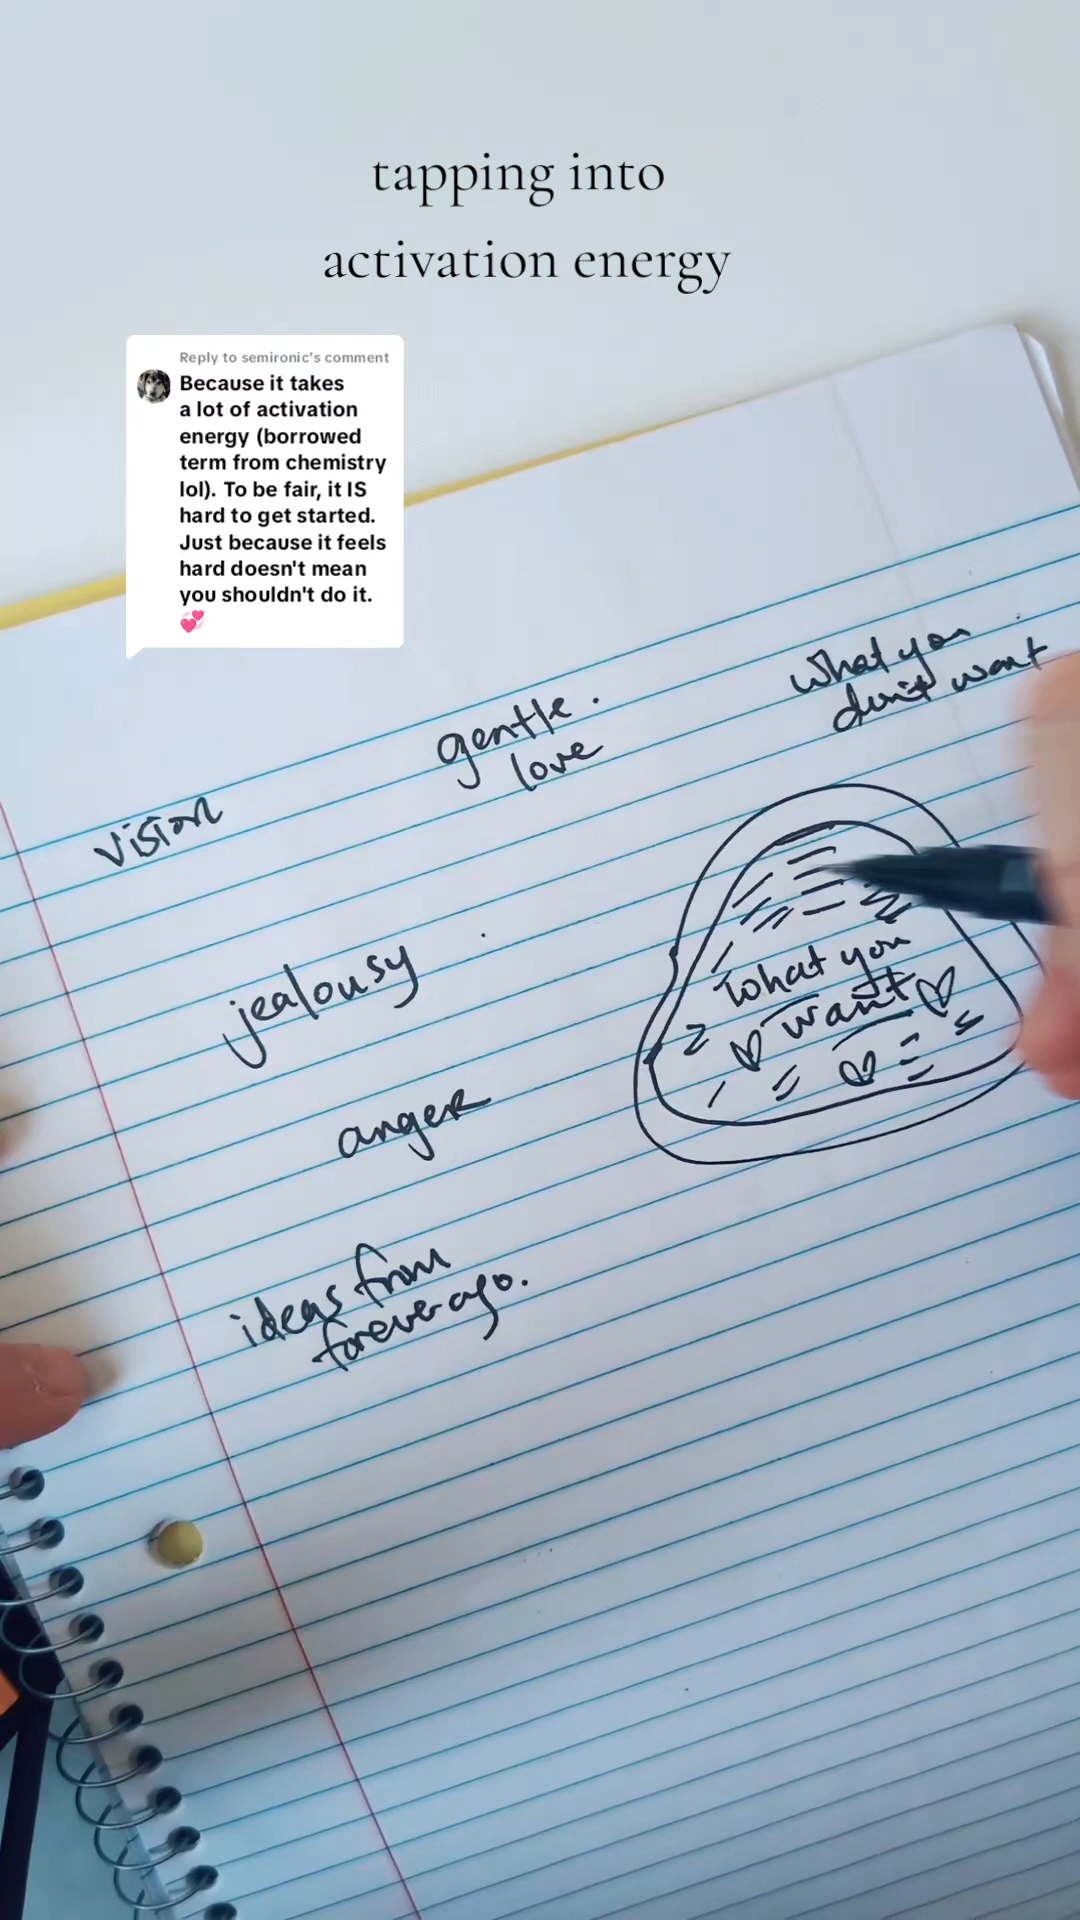 tapping into
activation energy
Reply to semironic's comment
Because it takes
a lot of activation
energy (borrowed
term from chemistry
lol). To be fair, it IS
hard to get started.
Just because it feels
hard doesn't mean
you shouldn't do it.
💞
what you
don't want
gentle.
love
vision
jealousy
what you
want
anger
ideas from
forever ago.